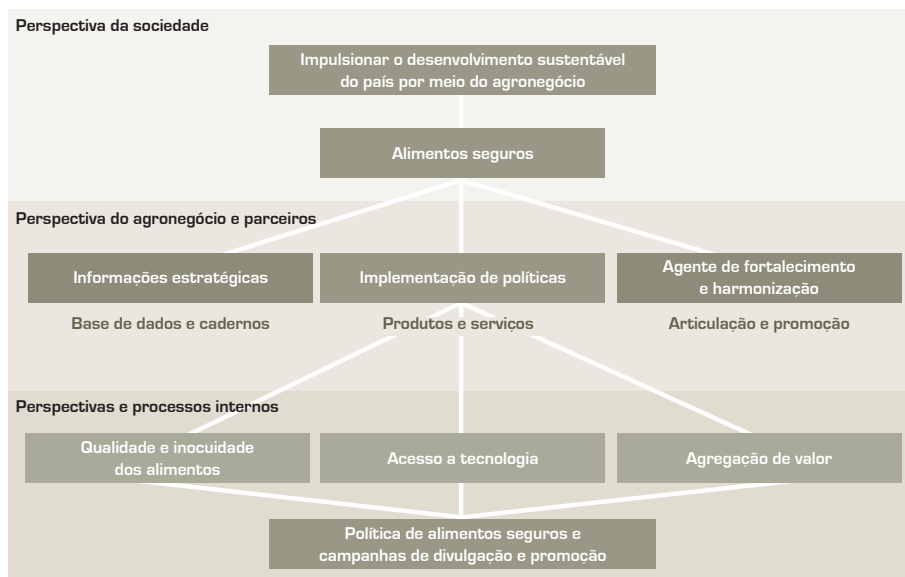 Perspectiva da sociedade
Impulsionar o desenvolvimento sustentável
do país por meio do agronegócio
Alimentos seguros
Perspectiva do agronegócio e parceiros
Informações estratégicas
Implementação de políticas
Agente de fortalecimento
e harmonização
Base de dados e cadernos
Produtos e serviços
Articulação e promoção
Perspectivas e processos internos
Qualidade e inocuidade
dos alimentos
Acesso a tecnologia
Agregação de valor
Política de alimentos seguros e
campanhas de divulgação e promoção